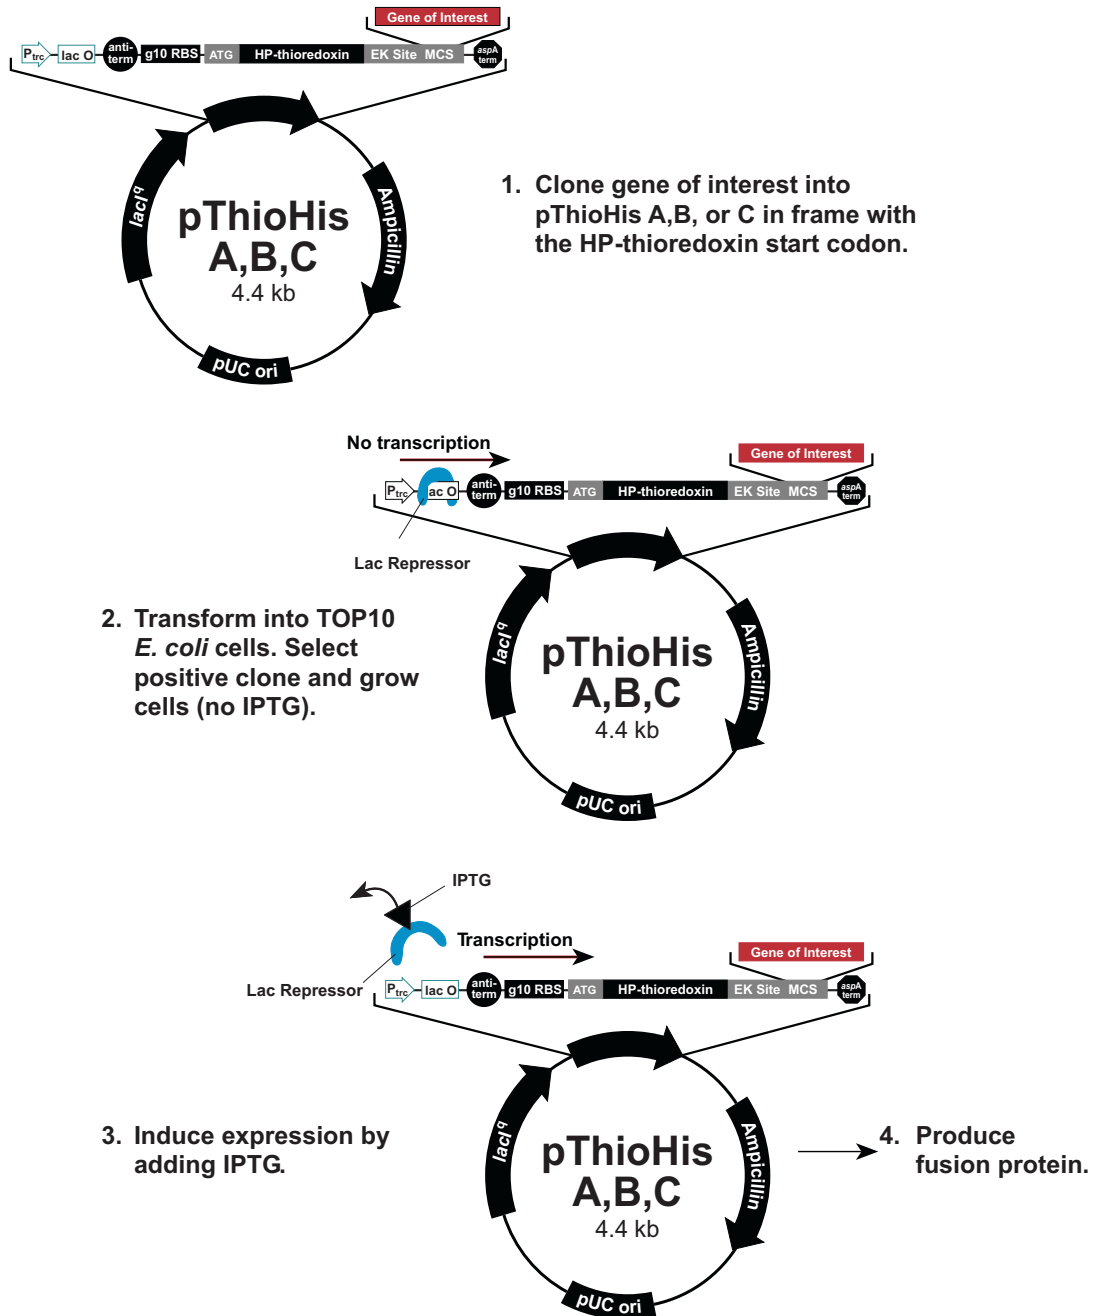 Gene of Interest
Ptrc lac O anti-term g10 RBS ATG HP-thioredoxin EK Site MCS aspA term
lacIq
Ampicillin
pThioHis
A,B,C
4.4 kb
pUC ori
1. Clone gene of interest into
pThioHis A,B, or C in frame with
the HP-thioredoxin start codon.
No transcription
Gene of Interest
Ptrc ac O anti-term g10 RBS ATG HP-thioredoxin EK Site MCS aspA term
Lac Repressor
2. Transform into TOP10
E. coli cells. Select
positive clone and grow
cells (no IPTG).
lacIq
Ampicillin
pThioHis
A,B,C
4.4 kb
pUC ori
IPTG
Transcription
Gene of Interest
Lac Repressor
Ptrc lac O anti-term g10 RBS ATG HP-thioredoxin EK Site MCS aspA term
3. Induce expression by
adding IPTG.
lacIq
Ampicillin
pThioHis
A,B,C
4.4 kb
pUC ori
4. Produce
fusion protein.